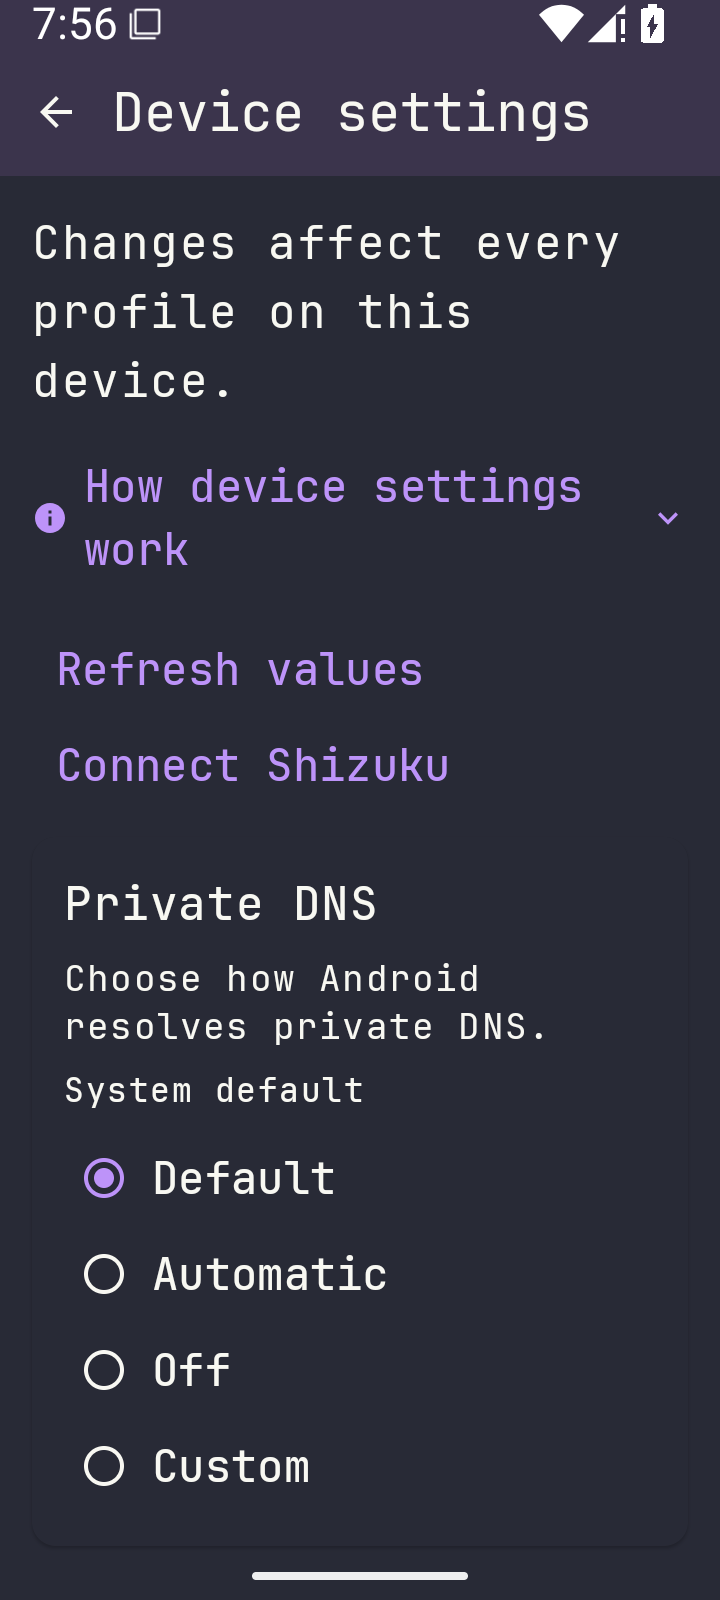 7:56
Device settings
Changes affect every
profile on this
device.
How device settings
work
Refresh values
Connect Shizuku
Private DNS
Choose how Android
resolves private DNS.
System default
Default
Automatic
Off
Custom